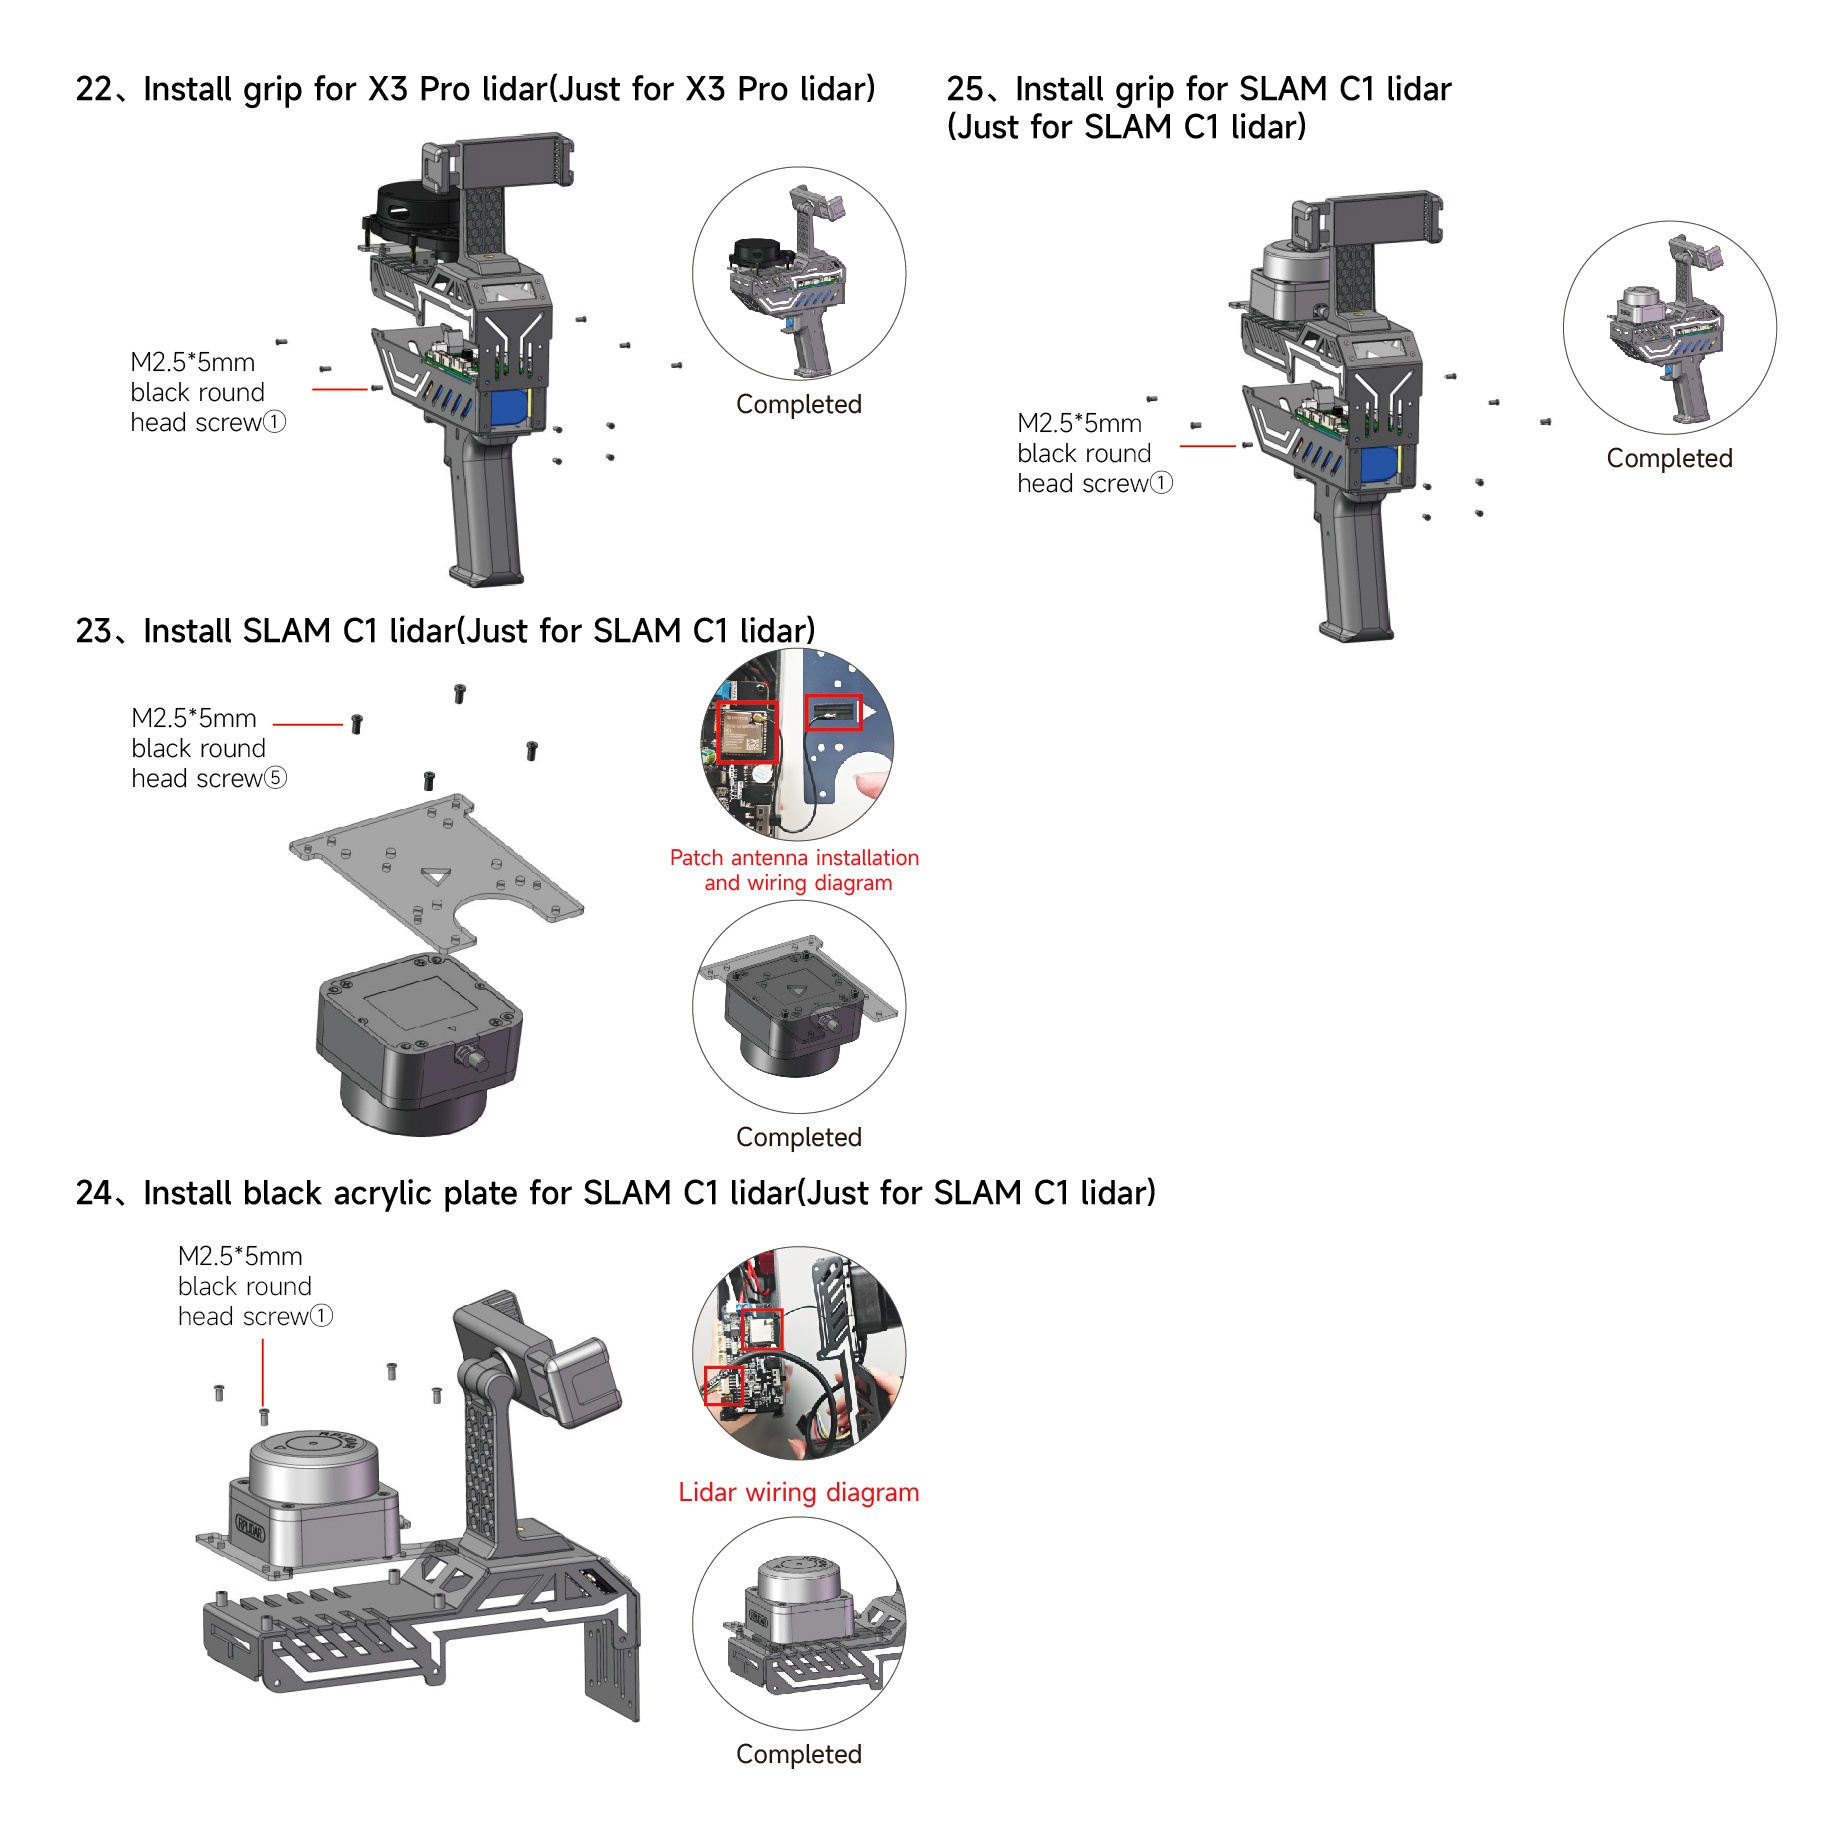 22、Install grip for X3 Pro lidar(Just for X3 Pro lidar)
M2.5*5mm
black round
head screw①
Completed
23、Install SLAM C1 lidar(Just for SLAM C1 lidar)
M2.5*5mm
black round
head screw⑤
Patch antenna installation
and wiring diagram
Completed
24、Install black acrylic plate for SLAM C1 lidar(Just for SLAM C1 lidar)
M2.5*5mm
black round
head screw①
RPLIDAR
Lidar wiring diagram
Completed
25、Install grip for SLAM C1 lidar
(Just for SLAM C1 lidar)
M2.5*5mm
black round
head screw①
Completed